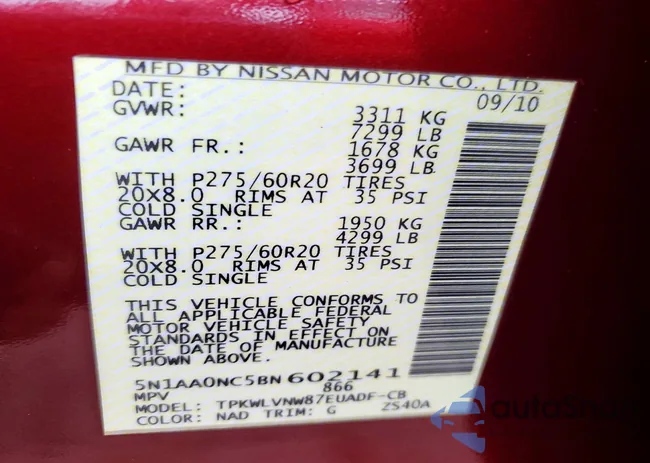 MFD BY NISSAN MOTOR CO., LTD.
DATE: 09/10
GVWR: 3311 KG
7299 LB
GAWR FR.: 1678 KG
3699 LB
WITH P275/60R20 TIRES
20X8.0 RIMS AT 35 PSI
COLD SINGLE
GAWR RR.: 1950 KG
4299 LB
WITH P275/60R20 TIRES
20X8.0 RIMS AT 35 PSI
COLD SINGLE
THIS VEHICLE CONFORMS TO
ALL APPLICABLE FEDERAL
MOTOR VEHICLE SAFETY
STANDARDS IN EFFECT ON
THE DATE OF MANUFACTURE
SHOWN ABOVE.
5N1AA0NC5BN602141
MPV 866
MODEL: TPKWLVNW87EUADF-CB
COLOR: NAD TRIM: G ZS40A